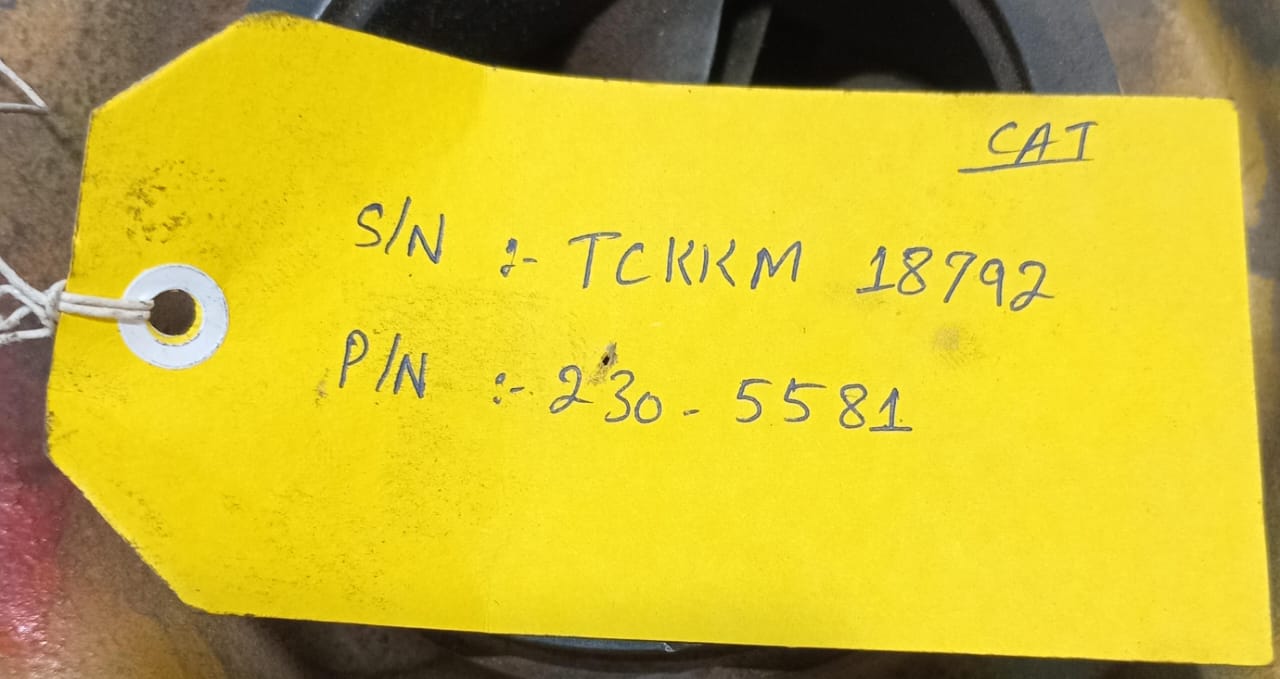 CAT
S/N :- TCKKM 18792
P/N :- 230-5581